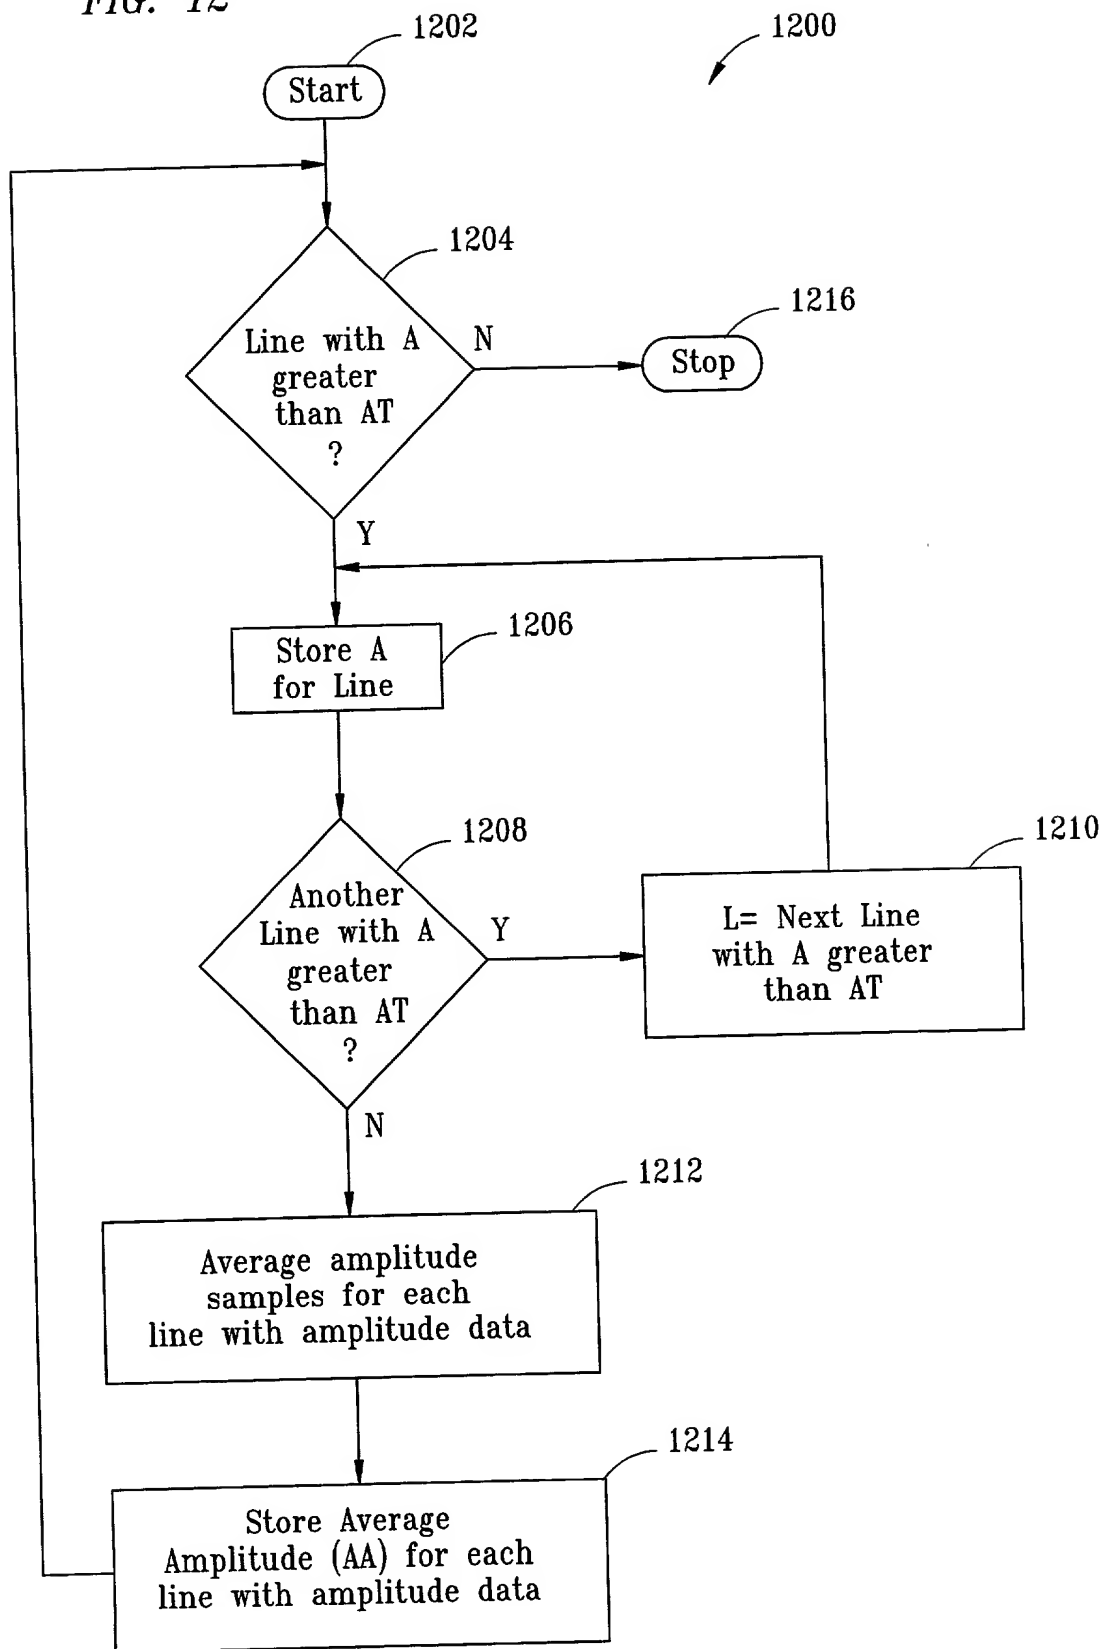 FIG. 12
1202
1200
Start
1204
Line with A
greater
than AT
?
N
1216
Stop
Y
1206
Store A
for Line
1208
Another
Line with A
greater
than AT
?
Y
1210
L= Next Line
with A greater
than AT
N
1212
Average amplitude
samples for each
line with amplitude data
1214
Store Average
Amplitude (AA) for each
line with amplitude data